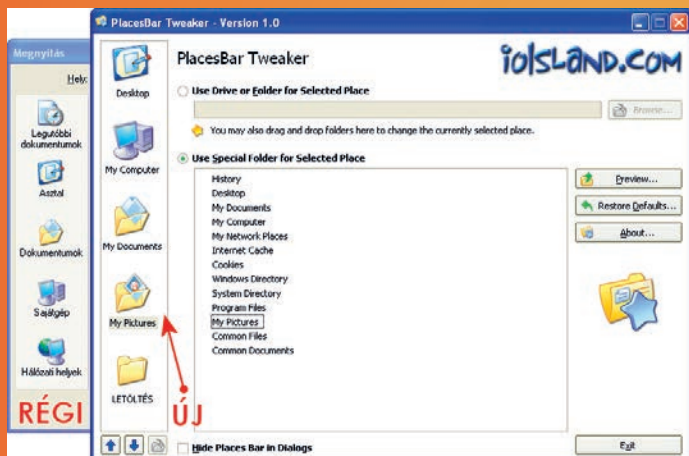 PlacesBar Tweaker - Version 1.0
Megnyitás
Hely:
Legutóbbi
dokumentumok
Asztal
Dokumentumok
Sajátgép
Hálózati helyek
RÉGI
Desktop
My Computer
My Documents
My Pictures
LETÖLTÉS
ÚJ
PlacesBar Tweaker
ioIsLaND.com
Use Drive or Folder for Selected Place
Browse...
You may also drag and drop folders here to change the currently selected place.
Use Special Folder for Selected Place
History
Desktop
My Documents
My Computer
My Network Places
Internet Cache
Cookies
Windows Directory
System Directory
Program Files
My Pictures
Common Files
Common Documents
Preview...
Restore Defaults...
About...
Hide Places Bar in Dialogs
Exit